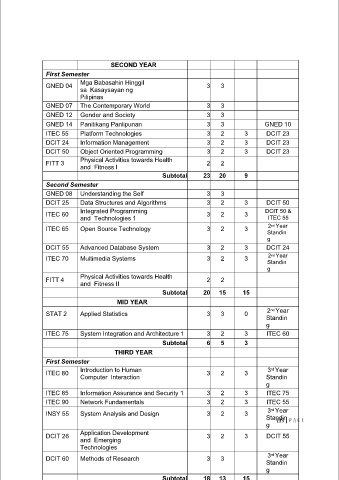 SECOND YEAR
First Semester
GNED 04 Mga Babasahin Hinggil sa Kasaysayan ng Pilipinas 3 3
GNED 07 The Contemporary World 3 3
GNED 12 Gender and Society 3 3
GNED 14 Panitikang Panlipunan 3 3 GNED 10
ITEC 55 Platform Technologies 3 2 3 DCIT 23
DCIT 24 Information Management 3 2 3 DCIT 23
DCIT 50 Object Oriented Programming 3 2 3 DCIT 23
FITT 3 Physical Activities towards Health and Fitness I 2 2
Subtotal 23 20 9
Second Semester
GNED 08 Understanding the Self 3 3
DCIT 25 Data Structures and Algorithms 3 2 3 DCIT 50
ITEC 60 Integrated Programming and Technologies 1 3 2 3 DCIT 50 & ITEC 55
ITEC 65 Open Source Technology 3 2 3 2nd Year Standing
DCIT 55 Advanced Database System 3 2 3 DCIT 24
ITEC 70 Multimedia Systems 3 2 3 2nd Year Standing
FITT 4 Physical Activities towards Health and Fitness II 2 2
Subtotal 20 15 15
MID YEAR
STAT 2 Applied Statistics 3 3 0 2nd Year Standing
ITEC 75 System Integration and Architecture 1 3 2 3 ITEC 60
Subtotal 6 5 3
THIRD YEAR
First Semester
ITEC 80 Introduction to Human Computer Interaction 3 2 3 3rd Year Standing
ITEC 85 Information Assurance and Security 1 3 2 3 ITEC 75
ITEC 90 Network Fundamentals 3 2 3 ITEC 55
INSY 55 System Analysis and Design 3 2 3 3rd Year Standing
DCIT 26 Application Development and Emerging Technologies 3 2 3 DCIT 55
DCIT 60 Methods of Research 3 3 3rd Year Standing
Subtotal 18 13 15